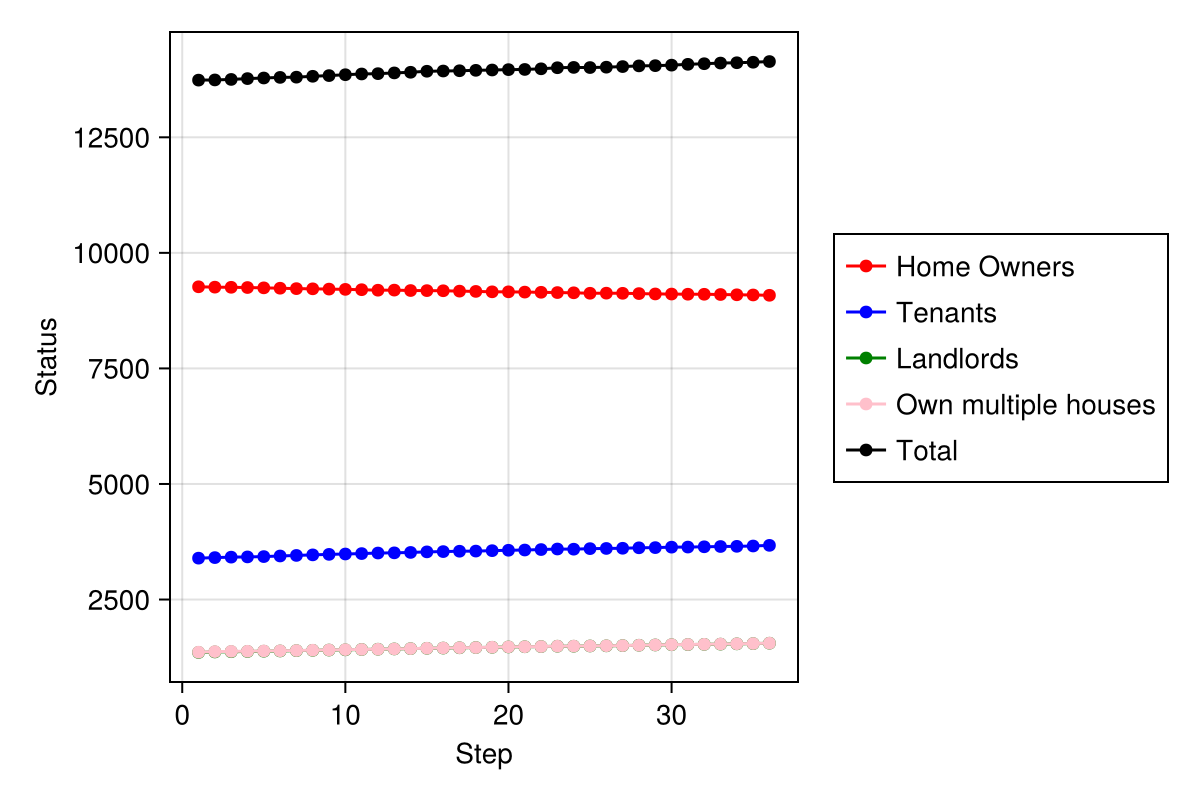 12500
10000
7500
5000
2500
Status
0 10 20 30
Step
Home Owners
Tenants
Landlords
Own multiple houses
Total